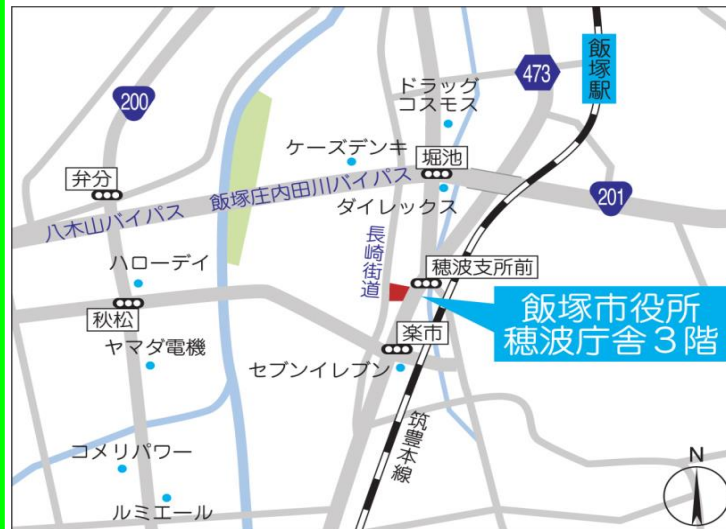 飯塚駅
473
200
ドラッグ
コスモス
ケーズデンキ
堀池
弁分
飯塚庄内田川バイパス
八木山バイパス
ダイレックス
201
長崎街道
穂波支所前
ハローデイ
飯塚市役所
穂波庁舎3階
秋松
楽市
ヤマダ電機
セブンイレブン
筑豊本線
コメリパワー
ルミエール
N